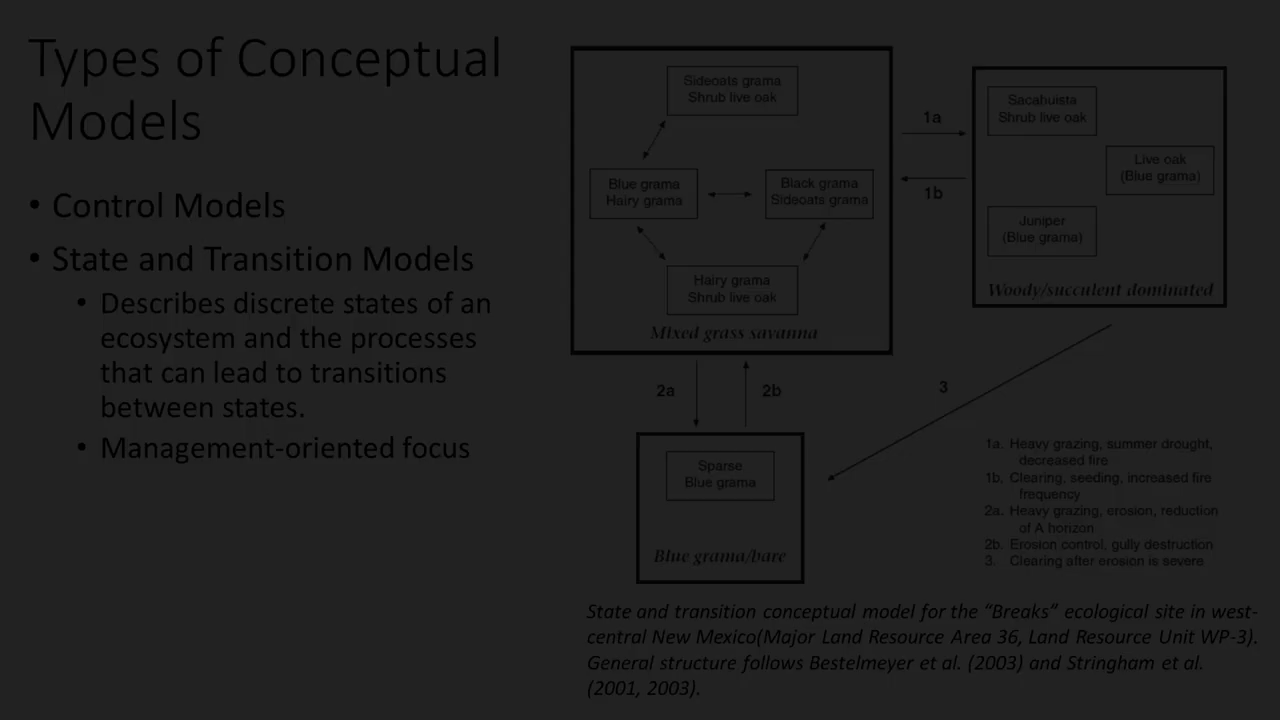 Types of Conceptual
Models
• Control Models
• State and Transition Models
• Describes discrete states of an
ecosystem and the processes
that can lead to transitions
between states.
• Management-oriented focus
Sideoats grama
Shrub live oak
Blue grama
Hairy grama
Black grama
Sideoats grama
Hairy grama
Shrub live oak
Mixed grass savanna
1a
1b
Sacahuista
Shrub live oak
Live oak
(Blue grama)
Juniper
(Blue grama)
Woody/succulent dominated
2a
2b
3
Sparse
Blue grama
Blue grama/bare
1a. Heavy grazing, summer drought,
decreased fire
1b. Clearing, seeding, increased fire
frequency
2a. Heavy grazing, erosion, reduction
of A horizon
2b. Erosion control, gully destruction
3. Clearing after erosion is severe
State and transition conceptual model for the “Breaks” ecological site in west-
central New Mexico(Major Land Resource Area 36, Land Resource Unit WP-3).
General structure follows Bestelmeyer et al. (2003) and Stringham et al.
(2001, 2003).